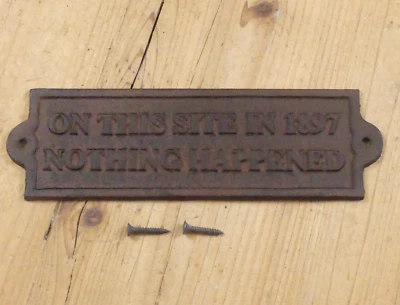 ON THIS SITE IN 1897
NOTHING HAPPENED